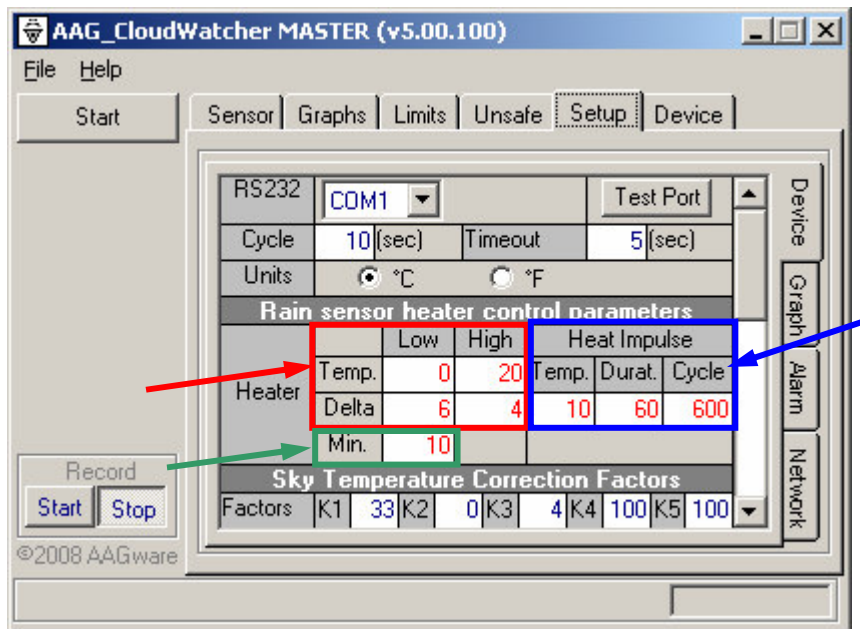 AAG_CloudWatcher MASTER (v5.00.100)
File Help
Start Sensor Graphs Limits Unsafe Setup Device
RS232 COM1 Test Port
Cycle 10 (sec) Timeout 5 (sec)
Units °C °F
Rain sensor heater control parameters
Heater
Low High Heat Impulse
Temp. 0 20 Temp. Durat. Cycle
Delta 6 4 10 60 600
Min. 10
Sky Temperature Correction Factors
Factors K1 33 K2 0 K3 4 K4 100 K5 100
Device
Graph
Alarm
Network
Record
Start Stop
©2008 AAGware